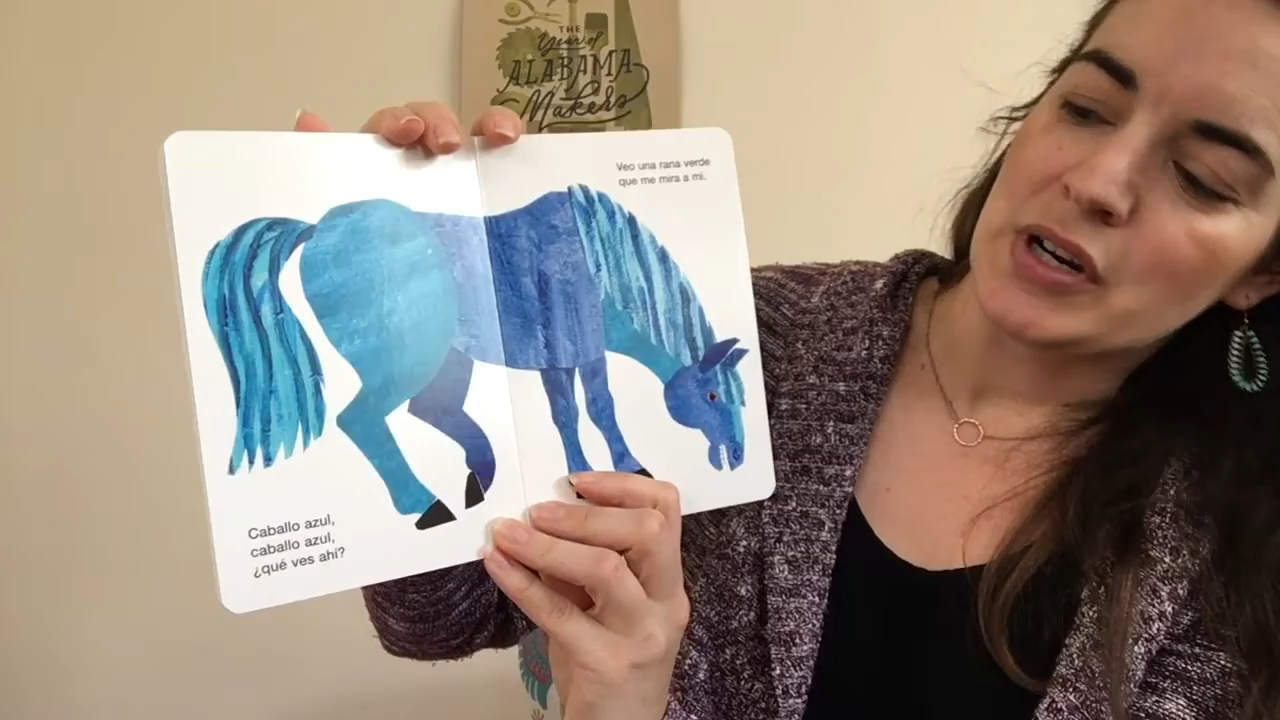 THE
Year of
ALABAMA
Makers
Veo una rana verde
que me mira a mí.
Caballo azul,
caballo azul,
¿qué ves ahí?